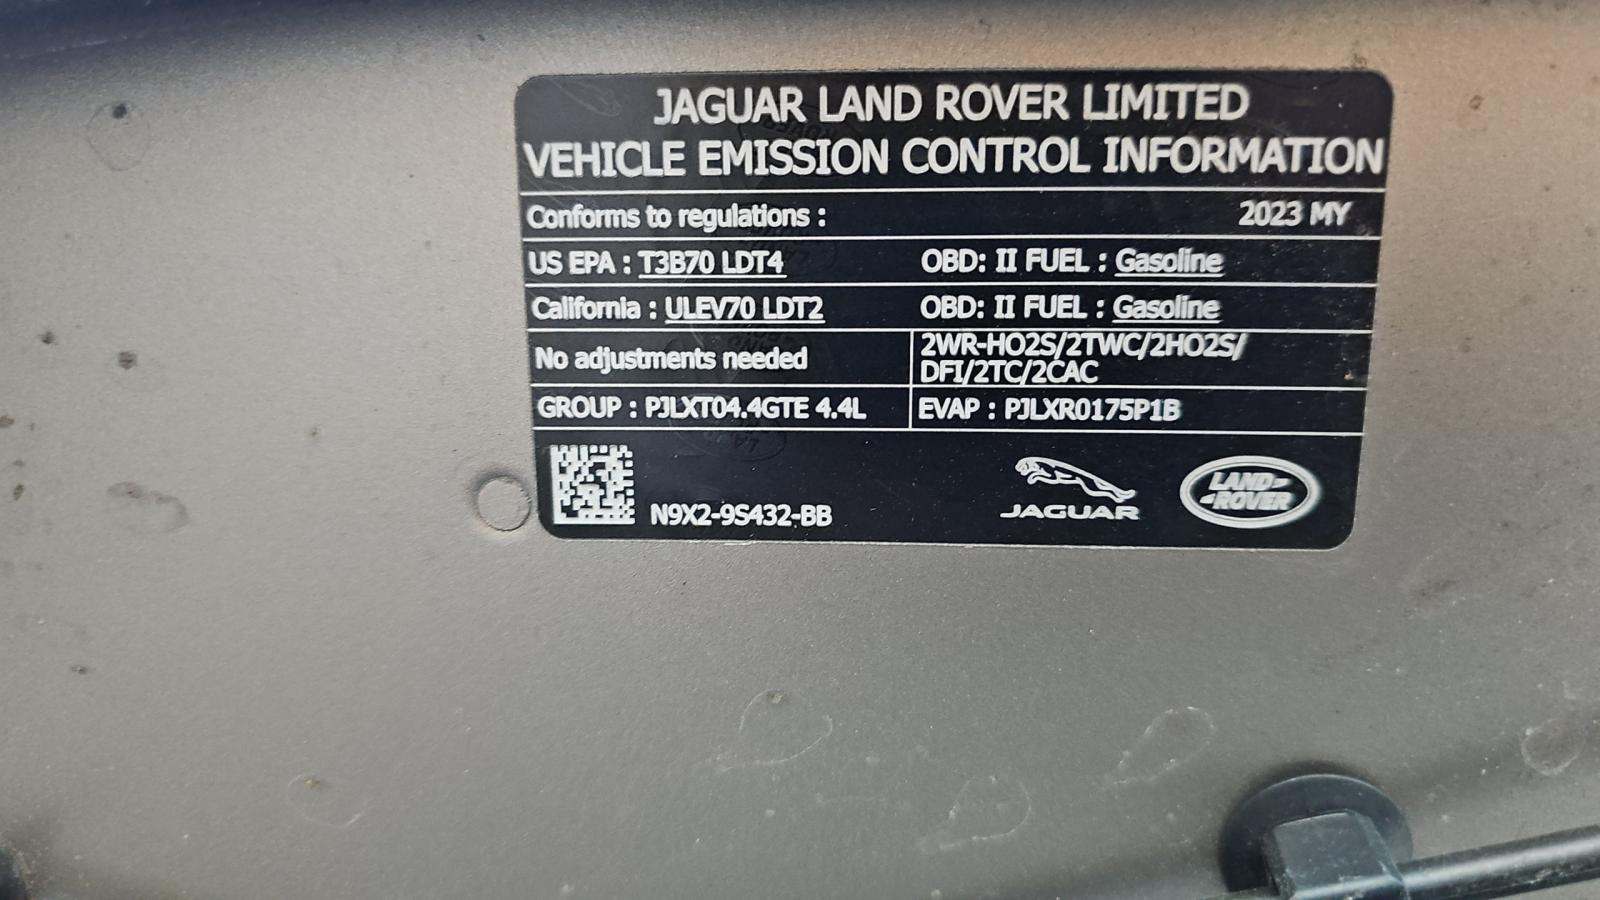 JAGUAR LAND ROVER LIMITED
VEHICLE EMISSION CONTROL INFORMATION
Conforms to regulations : 2023 MY
US EPA : T3B70 LDT4 OBD: II FUEL : Gasoline
California : ULEV70 LDT2 OBD: II FUEL : Gasoline
No adjustments needed
2WR-HO2S/2TWC/2HO2S/
DFI/2TC/2CAC
GROUP : PJLXT04.4GTE 4.4L EVAP : PJLXR0175P1B
N9X2-9S432-BB
JAGUAR
LAND-
-ROVER